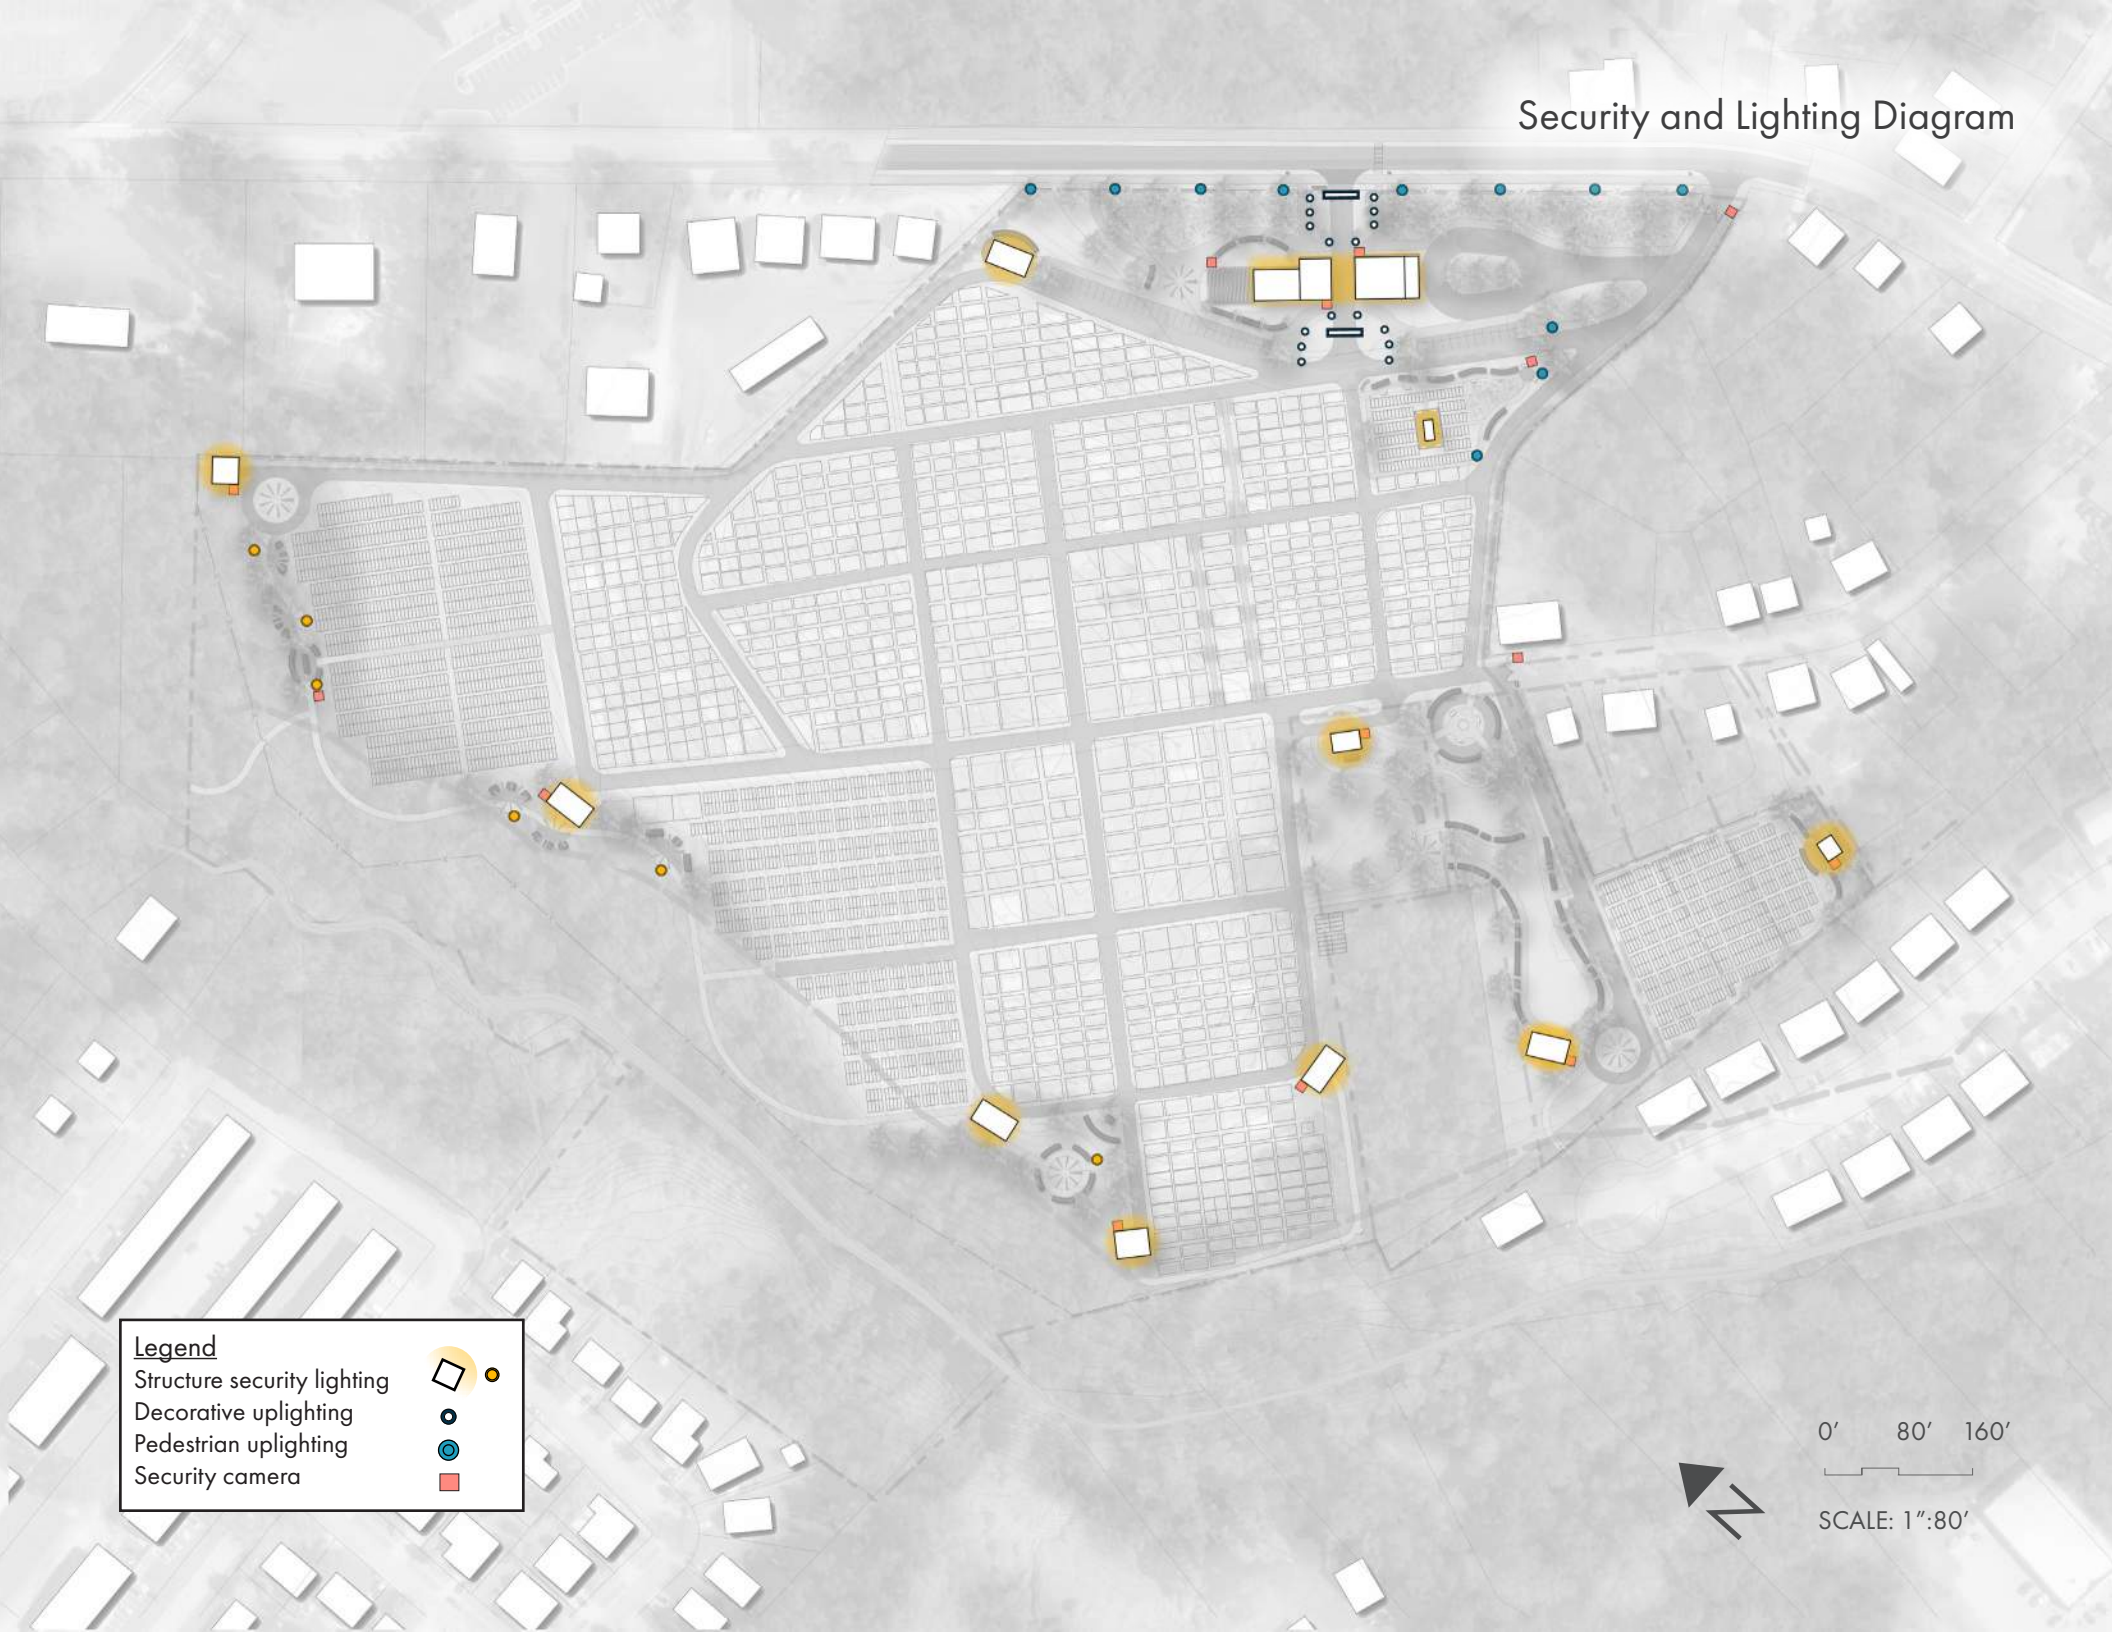 Security and Lighting Diagram
Legend
Structure security lighting
Decorative uplighting
Pedestrian uplighting
Security camera
0’ 80’ 160’
N
SCALE: 1”:80’